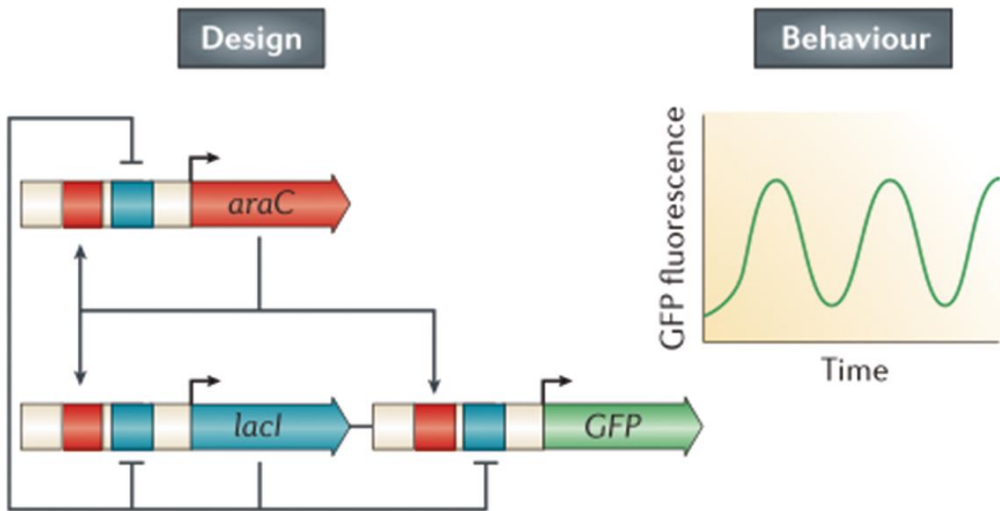 Design
Behaviour
araC
lacI
GFP
GFP fluorescence
Time